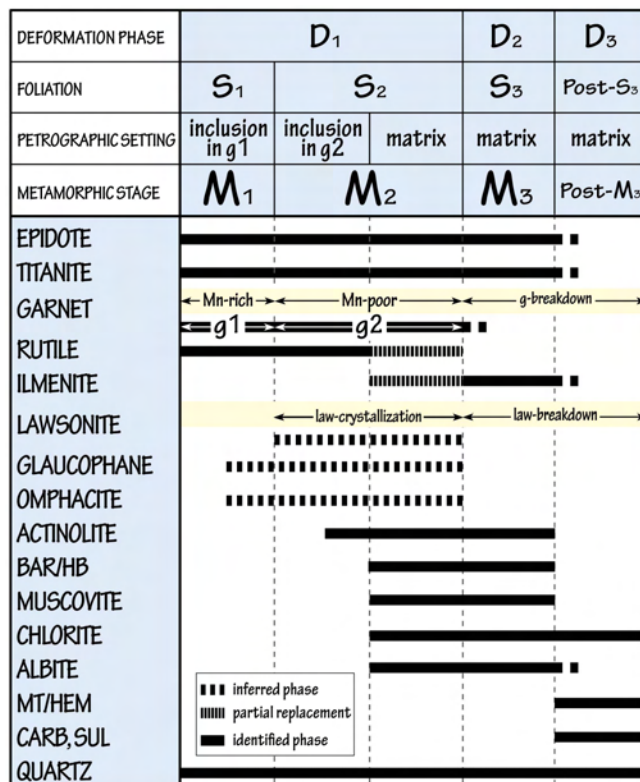 DEFORMATION PHASE D₁ D₂ D₃
FOLIATION S₁ S₂ S₃ Post-S₃
PETROGRAPHIC SETTING inclusion in g1 inclusion in g2 matrix matrix matrix
METAMORPHIC STAGE M₁ M₂ M₃ Post-M₃
EPIDOTE
TITANITE
GARNET Mn-rich Mn-poor g-breakdown
g1 g2
RUTILE
ILMENITE
LAWSONITE law-crystallization law-breakdown
GLAUCOPHANE
OMPHACITE
ACTINOLITE
BAR/HB
MUSCOVITE
CHLORITE
ALBITE
MT/HEM
CARB, SUL
QUARTZ
inferred phase
partial replacement
identified phase